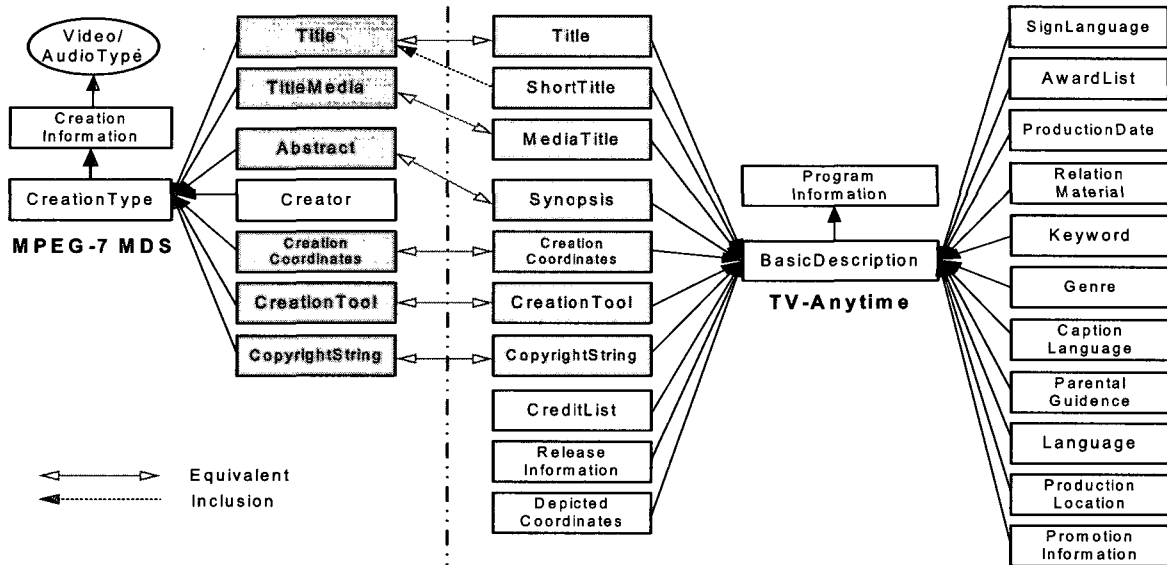 Video/
AudioType
Creation
Information
CreationType
MPEG-7 MDS
Title
TitleMedia
Abstract
Creator
Creation
Coordinates
CreationTool
CopyrightString
Equivalent
Inclusion
Title
ShortTitle
MediaTitle
Synopsis
Creation
Coordinates
CreationTool
CopyrightString
CreditList
Release
Information
Depicted
Coordinates
Program
Information
BasicDescription
TV-Anytime
SignLanguage
AwardList
ProductionDate
Relation
Material
Keyword
Genre
Caption
Language
Parental
Guidence
Language
Production
Location
Promotion
Information